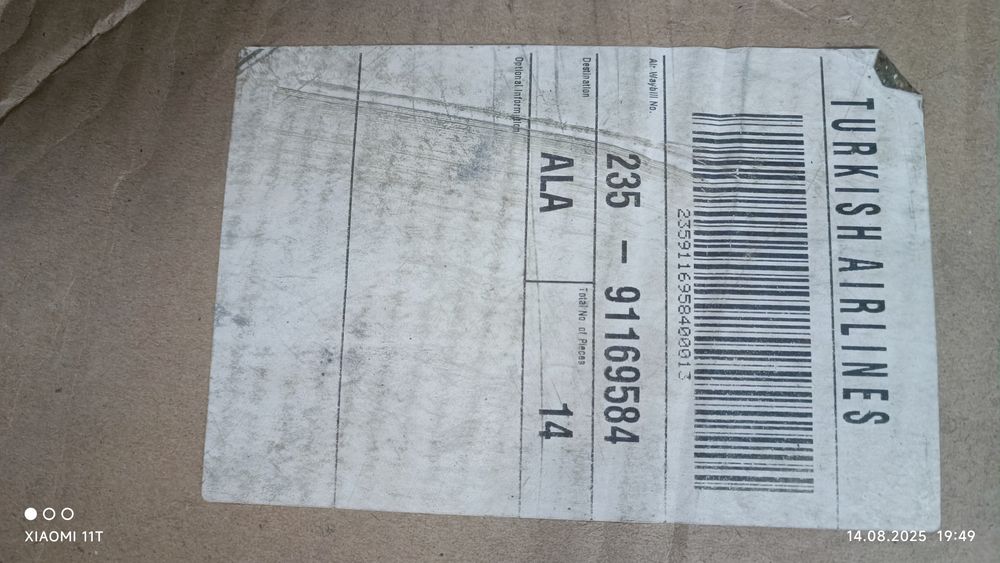 TURKISH AIRLINES
2359116958400013
Air Waybill No.
235 – 91169584
Destination
ALA
Total No. of Pieces
14
Optional Information
XIAOMI 11T
14.08.2025 19:49